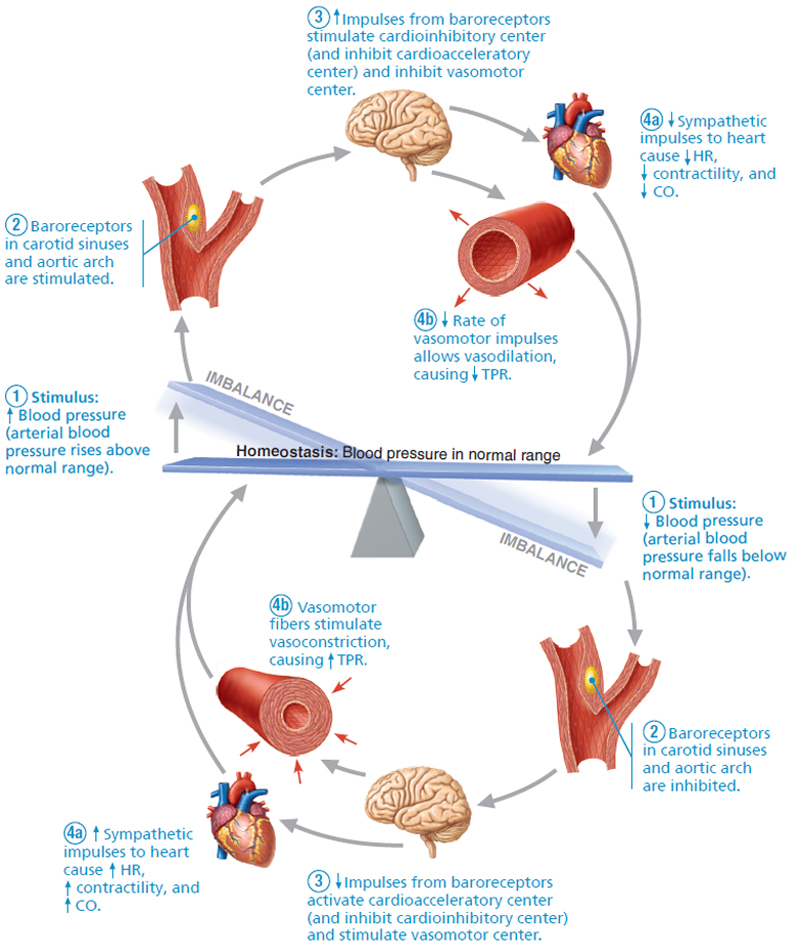 ③ ↑Impulses from baroreceptors
stimulate cardioinhibitory center
(and inhibit cardioacceleratory
center) and inhibit vasomotor
center.
4a ↓Sympathetic
impulses to heart
cause ↓HR,
↓ contractility, and
↓ CO.
② Baroreceptors
in carotid sinuses
and aortic arch
are stimulated.
4b ↓ Rate of
vasomotor impulses
allows vasodilation,
causing ↓ TPR.
① Stimulus:
↑ Blood pressure
(arterial blood
pressure rises above
normal range).
IMBALANCE
Homeostasis: Blood pressure in normal range
IMBALANCE
① Stimulus:
↓ Blood pressure
(arterial blood
pressure falls below
normal range).
4b Vasomotor
fibers stimulate
vasoconstriction,
causing ↑ TPR.
② Baroreceptors
in carotid sinuses
and aortic arch
are inhibited.
4a ↑ Sympathetic
impulses to heart
cause ↑ HR,
↑ contractility, and
↑ CO.
③ ↓Impulses from baroreceptors
activate cardioacceleratory center
(and inhibit cardioinhibitory center)
and stimulate vasomotor center.